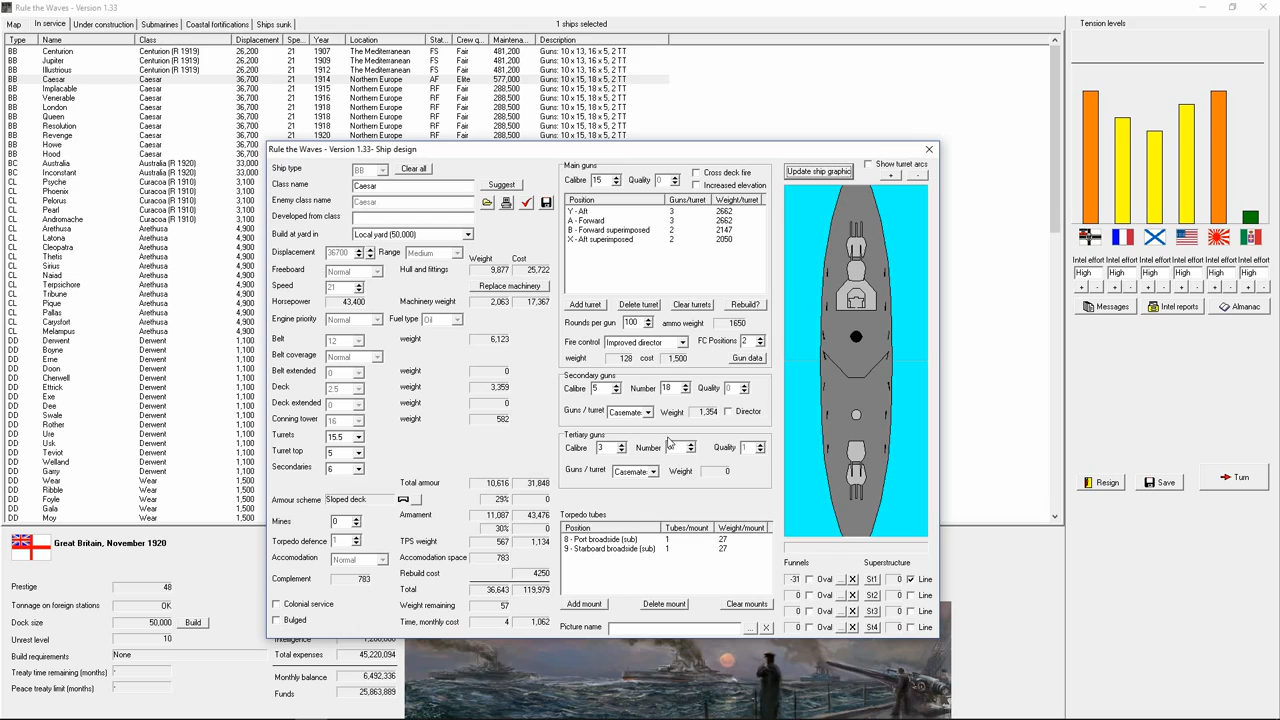 Rule the Waves - Version 1.33
Map In service Under construction Submarines Coastal fortifications Ships sunk 1 ships selected
Type Name Class Displacement Spe... Year Location Stat... Crew q... Maintena... Description
BB Centurion Centurion (R 1919) 26,200 21 1907 The Mediterranean FS Fair 481,200 Guns: 10 x 13, 16 x 5, 2 TT
BB Jupiter Centurion (R 1919) 26,200 21 1909 The Mediterranean FS Fair 481,200 Guns: 10 x 13, 16 x 5, 2 TT
BB Illustrious Centurion (R 1919) 26,200 21 1912 The Mediterranean FS Fair 481,200 Guns: 10 x 13, 16 x 5, 2 TT
BB Caesar Caesar 36,700 21 1914 Northern Europe AF Elite 577,000 Guns: 10 x 15, 18 x 5, 2 TT
BB Implacable Caesar 36,700 21 1915 Northern Europe RF Fair 288,500 Guns: 10 x 15, 18 x 5, 2 TT
BB Venerable Caesar 36,700 21 1916 Northern Europe RF Fair 288,500 Guns: 10 x 15, 18 x 5, 2 TT
BB London Caesar 36,700 21 1918 Northern Europe RF Fair 288,500 Guns: 10 x 15, 18 x 5, 2 TT
BB Queen Caesar 36,700 21 1918 Northern Europe RF Fair 288,500 Guns: 10 x 15, 18 x 5, 2 TT
BB Resolution Caesar 36,700 21 1918 Northern Europe RF Fair 288,500 Guns: 10 x 15, 18 x 5, 2 TT
BB Revenge Caesar 36,700 21 1920 Northern Europe RF Fair 288,500 Guns: 10 x 15, 18 x 5, 2 TT
BB Howe Caesar
BB Hood Caesar
BC Australia Australia (R 1920) 33,000
BC Inconstant Australia (R 1920) 33,000
CL Psyche Curacoa (R 1919) 4,900
CL Phoenix Curacoa (R 1919) 4,900
CL Pelorus Curacoa (R 1919) 4,900
CL Pearl Curacoa (R 1919) 4,900
CL Andromache Curacoa (R 1919) 4,900
CL Arethusa Arethusa 4,900
CL Latona Arethusa 4,900
CL Cleopatra Arethusa 4,900
CL Thetis Arethusa 4,900
CL Sirius Arethusa 4,900
CL Naiad Arethusa 4,900
CL Terpsichore Arethusa 4,900
CL Tribune Arethusa 4,900
CL Pique Arethusa 4,900
CL Pallas Arethusa 4,900
CL Carysfort Arethusa 4,900
CL Melampus Arethusa 4,900
DD Derwent Derwent 1,100
DD Boyne Derwent 1,100
DD Erne Derwent 1,100
DD Doon Derwent 1,100
DD Cherwell Derwent 1,100
DD Ettrick Derwent 1,100
DD Exe Derwent 1,100
DD Dee Derwent 1,100
DD Swale Derwent 1,100
DD Rother Derwent 1,100
DD Ure Derwent 1,100
DD Usk Derwent 1,100
DD Teviot Derwent 1,100
DD Welland Derwent 1,100
DD Garry Derwent 1,100
DD Wear Wear 1,500
DD Ribble Wear 1,500
DD Foyle Wear 1,500
DD Gala Wear 1,500
DD Moy Wear 1,500
Rule the Waves - Version 1.33- Ship design
Ship type BB Clear all
Class name Caesar Suggest
Enemy class name Caesar
Developed from class
Build at yard in Local yard (50,000)
Displacement 36700 Range Medium Weight Cost
Freeboard Normal Hull and fittings 9,877 25,722
Speed 21 Replace machinery
Horsepower 43,400 Machinery weight 2,063 17,367
Engine priority Normal Fuel type Oil
Belt 12 weight 6,123
Belt coverage Normal
Belt extended 0 weight 0
Deck 2.5 weight 3,359
Deck extended 0 weight 0
Conning tower 16 weight 582
Turrets 15.5
Turret top 5
Secondaries 6
Total armour 10,616 31,848
Armour scheme Sloped deck 29% 0
Armament 11,087 43,476
Mines 0 30% 0
Torpedo defence 1 TPS weight 567 1,134
Accomodation Normal Accomodation space 783
Complement 783 Rebuild cost 4250
Total 36,643 119,979
Colonial service Weight remaining 57
Bulged Time, monthly cost 4 1,062
Main guns
Calibre 15 Quality 0 Cross deck fire
Increased elevation
Position Guns/turret Weight/turret
Y - Aft 3 2662
A - Forward 3 2662
B - Forward superimposed 2 2147
X - Aft superimposed 2 2050
Add turret Delete turret Clear turrets Rebuild?
Rounds per gun 100 ammo weight 1650
Fire control Improved director FC Positions 2
weight 128 cost 1,500 Gun data
Secondary guns
Calibre 5 Number 18 Quality 0
Guns / turret Casemate: Weight 1,354 Director
Tertiary guns
Calibre 3 Number Quality 1
Guns / turret Casemate: Weight 0
Torpedo tubes
Position Tubes/mount Weight/mount
8 - Port broadside (sub) 1 27
9 - Starboard broadside (sub) 1 27
Add mount Delete mount Clear mounts
Picture name ... X
Update ship graphic Show turret arcs
+ -
Funnels Superstructure
-31 Oval ... X St1 0 Line
0 Oval ... X St2 0 Line
0 Oval ... X St3 0 Line
0 Oval ... X St4 0 Line
Tension levels
Intel effort Intel effort Intel effort Intel effort Intel effort Intel effort
High High High High High High
+ - + - + - + - + - + -
Messages Intel reports Almanac
Resign Save Turn
Great Britain, November 1920
Prestige 48
Tonnage on foreign stations OK
Dock size 50,000 Build
Unrest level 10
Build requirements None
Treaty time remaining (months) -
Peace treaty limit (months) -
Intelligence
Total expenses 45,220,094
Monthly balance 6,492,336
Funds 25,863,889